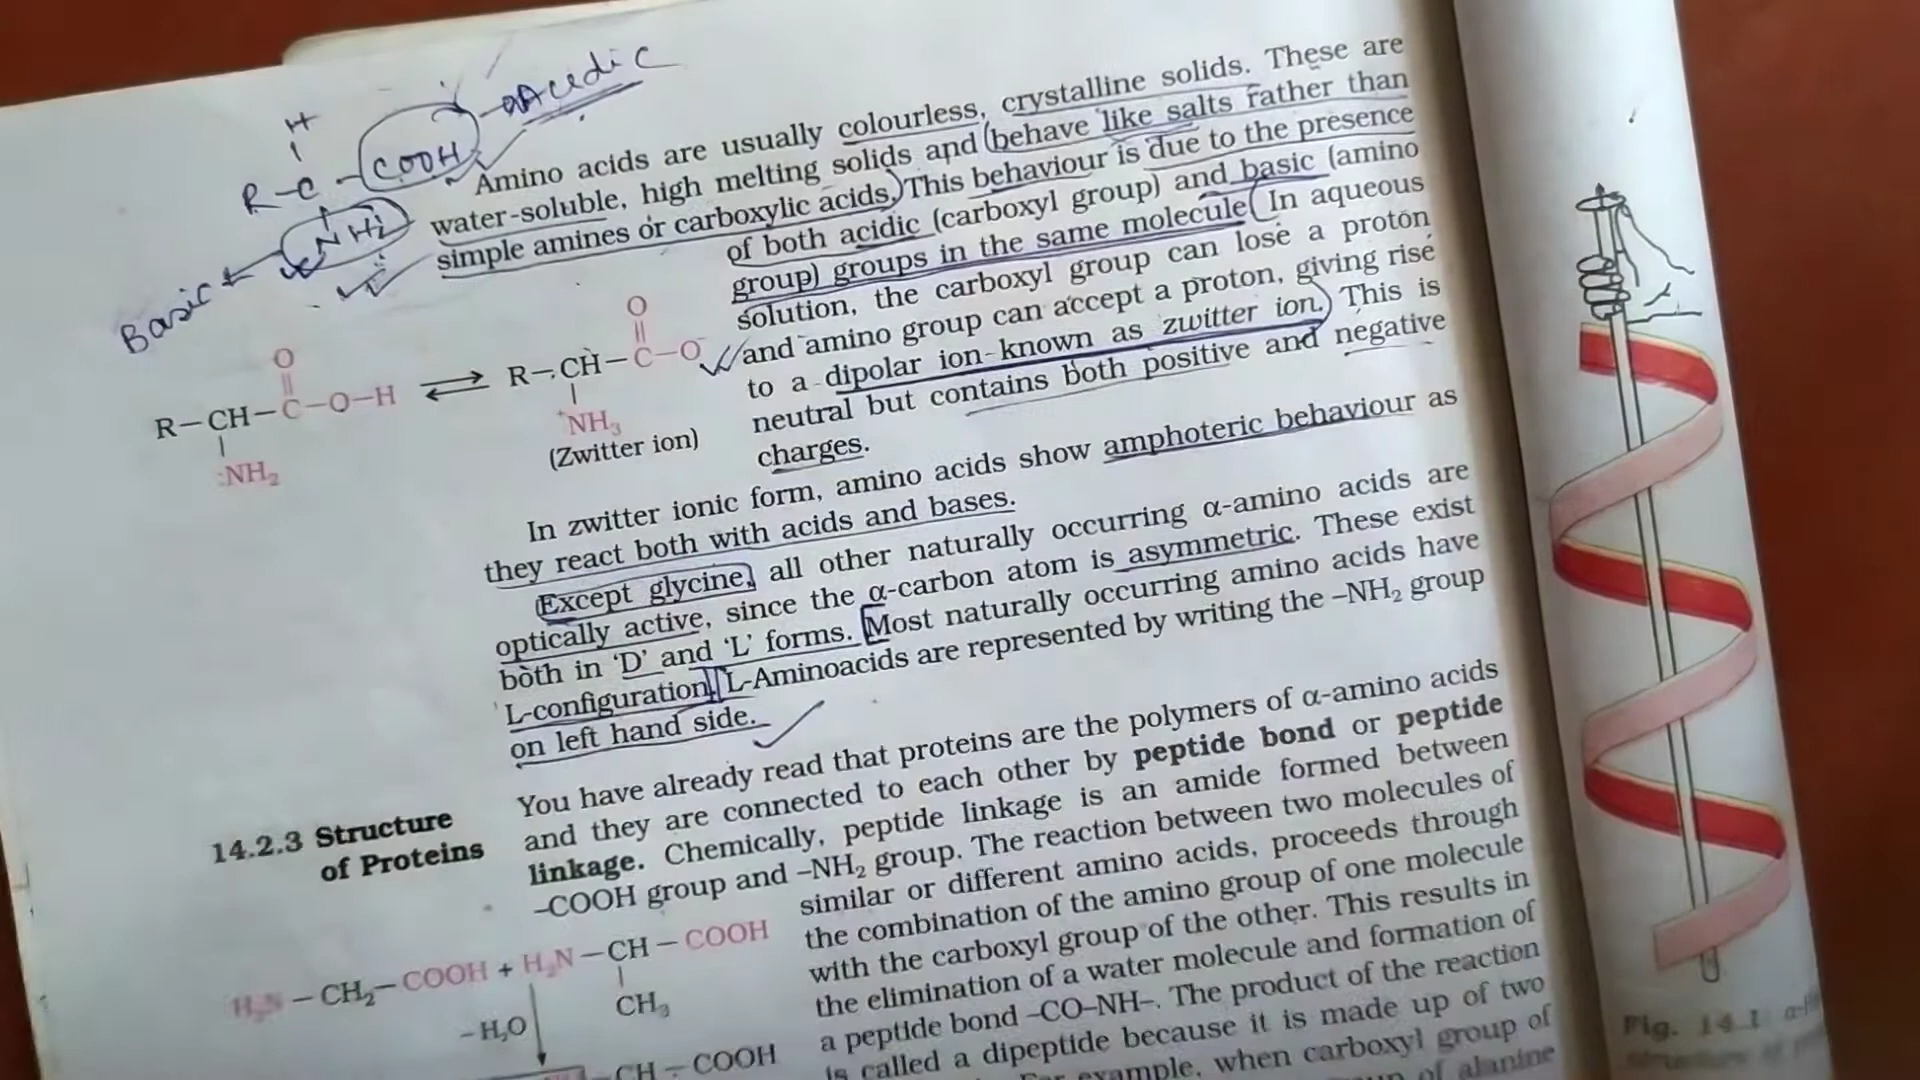 Acedic
H
R-C-COOH
NH2
Basic
Amino acids are usually colourless, crystalline solids. These are
water-soluble, high melting solids and behave like salts rather than
simple amines or carboxylic acids. This behaviour is due to the presence
of both acidic (carboxyl group) and basic (amino
group) groups in the same molecule. In aqueous
solution, the carboxyl group can lose a proton
and amino group can accept a proton, giving rise
to a dipolar ion known as zwitter ion. This is
neutral but contains both positive and negative
charges.
O
||
R—CH—C—O—H
|
:NH₂
⇌
O
||
R—CH—C—O⁻
|
⁺NH₃
(Zwitter ion)
In zwitter ionic form, amino acids show amphoteric behaviour as
they react both with acids and bases.
Except glycine, all other naturally occurring α-amino acids are
optically active, since the α-carbon atom is asymmetric. These exist
both in ‘D’ and ‘L’ forms. Most naturally occurring amino acids have
L-configuration. L-Aminoacids are represented by writing the –NH₂ group
on left hand side.
14.2.3 Structure
of Proteins
You have already read that proteins are the polymers of α-amino acids
and they are connected to each other by peptide bond or peptide
linkage. Chemically, peptide linkage is an amide formed between
–COOH group and –NH₂ group. The reaction between two molecules of
similar or different amino acids, proceeds through
the combination of the amino group of one molecule
with the carboxyl group of the other. This results in
the elimination of a water molecule and formation of
a peptide bond –CO–NH–. The product of the reaction
is called a dipeptide because it is made up of two
example, when carboxyl group of
of alanine
H₂N—CH₂—COOH + H₂N—CH—COOH
|
CH₃
–H₂O
CH—COOH
Fig. 14.1